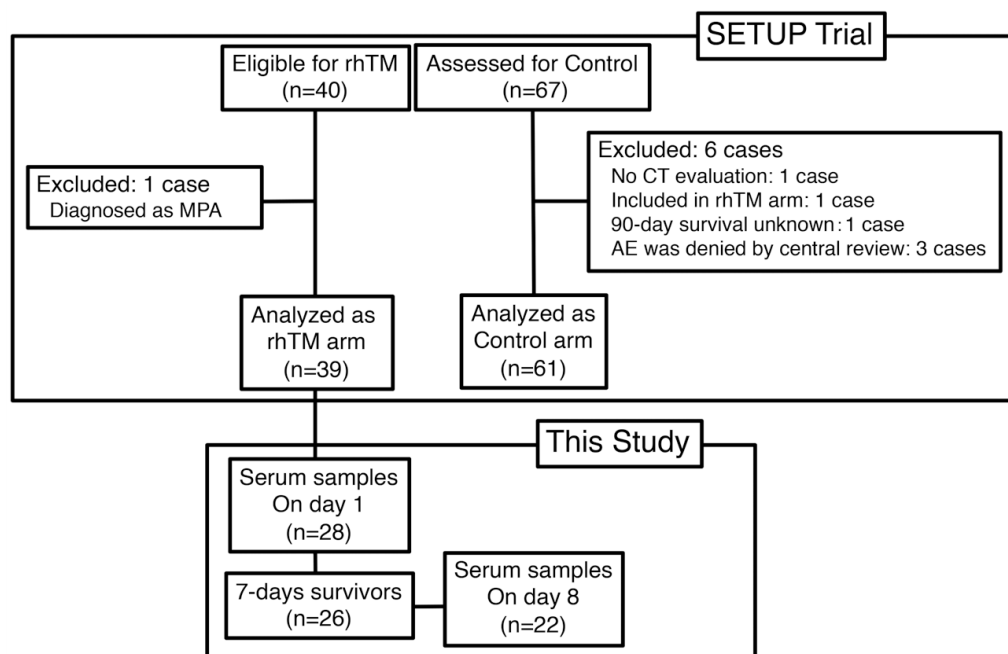 SETUP Trial
Eligible for rhTM
(n=40)
Assessed for Control
(n=67)
Excluded: 1 case
Diagnosed as MPA
Excluded: 6 cases
No CT evaluation: 1 case
Included in rhTM arm: 1 case
90-day survival unknown: 1 case
AE was denied by central review: 3 cases
Analyzed as
rhTM arm
(n=39)
Analyzed as
Control arm
(n=61)
This Study
Serum samples
On day 1
(n=28)
7-days survivors
(n=26)
Serum samples
On day 8
(n=22)